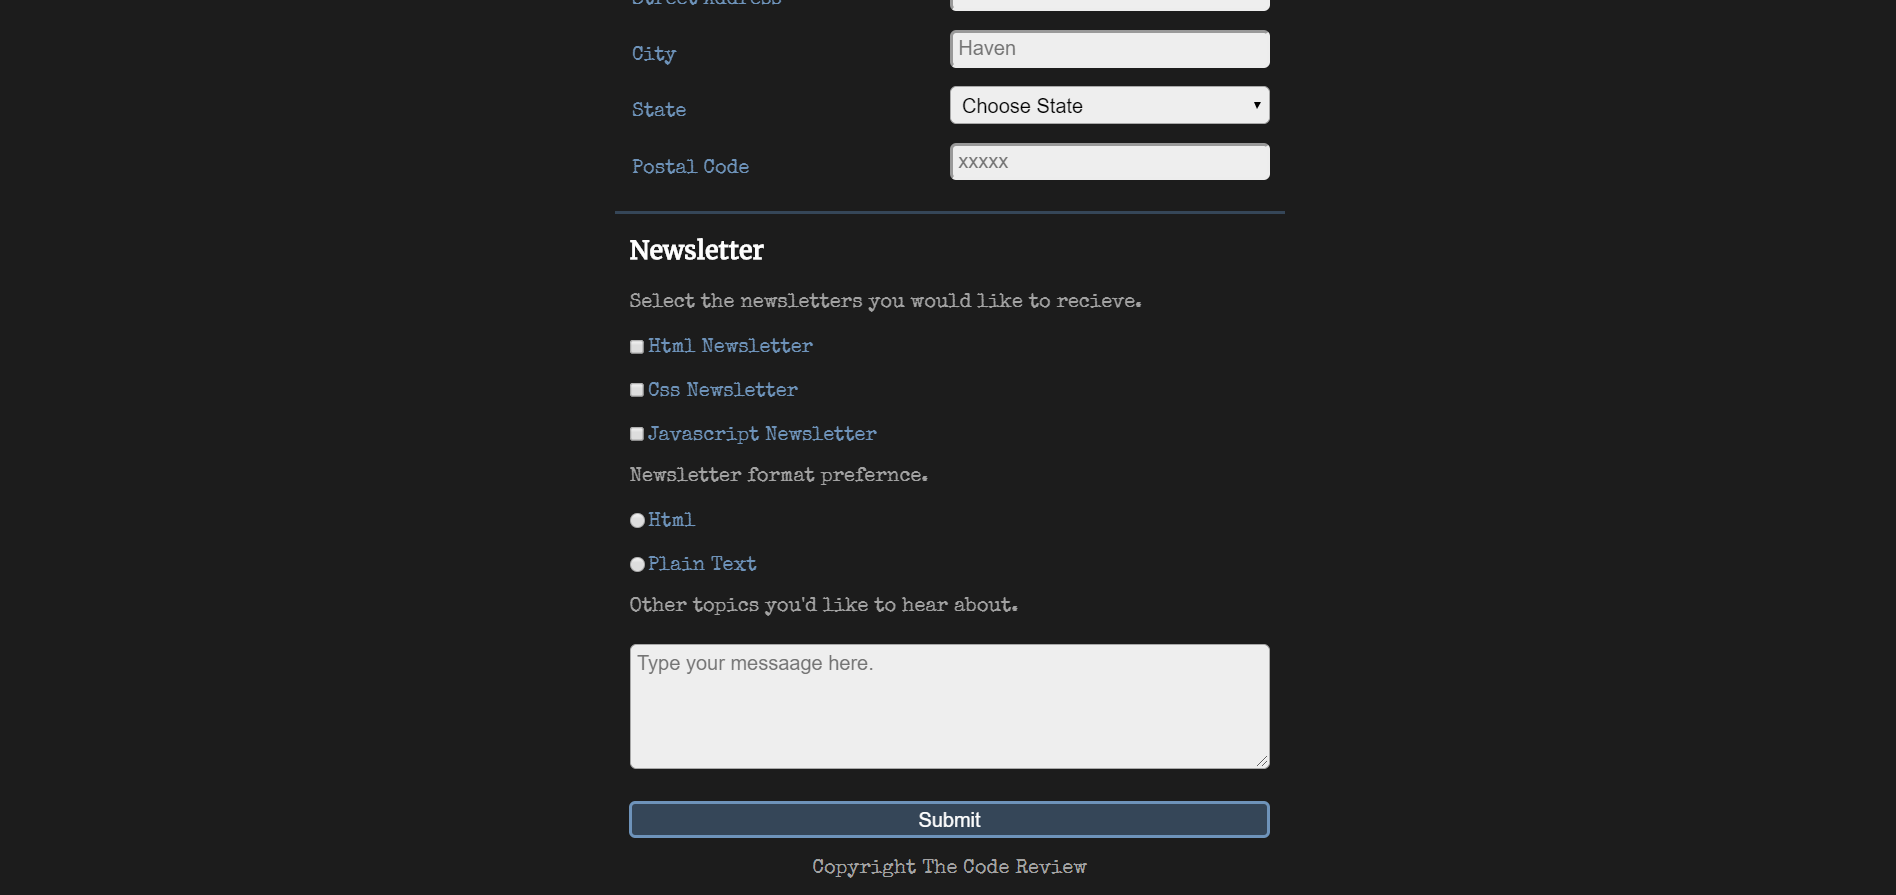 Street Address
City
Haven
State
Choose State
Postal Code
xxxxx
Newsletter
Select the newsletters you would like to recieve.
Html Newsletter
Css Newsletter
Javascript Newsletter
Newsletter format prefernce.
Html
Plain Text
Other topics you'd like to hear about.
Type your messaage here.
Submit
Copyright The Code Review